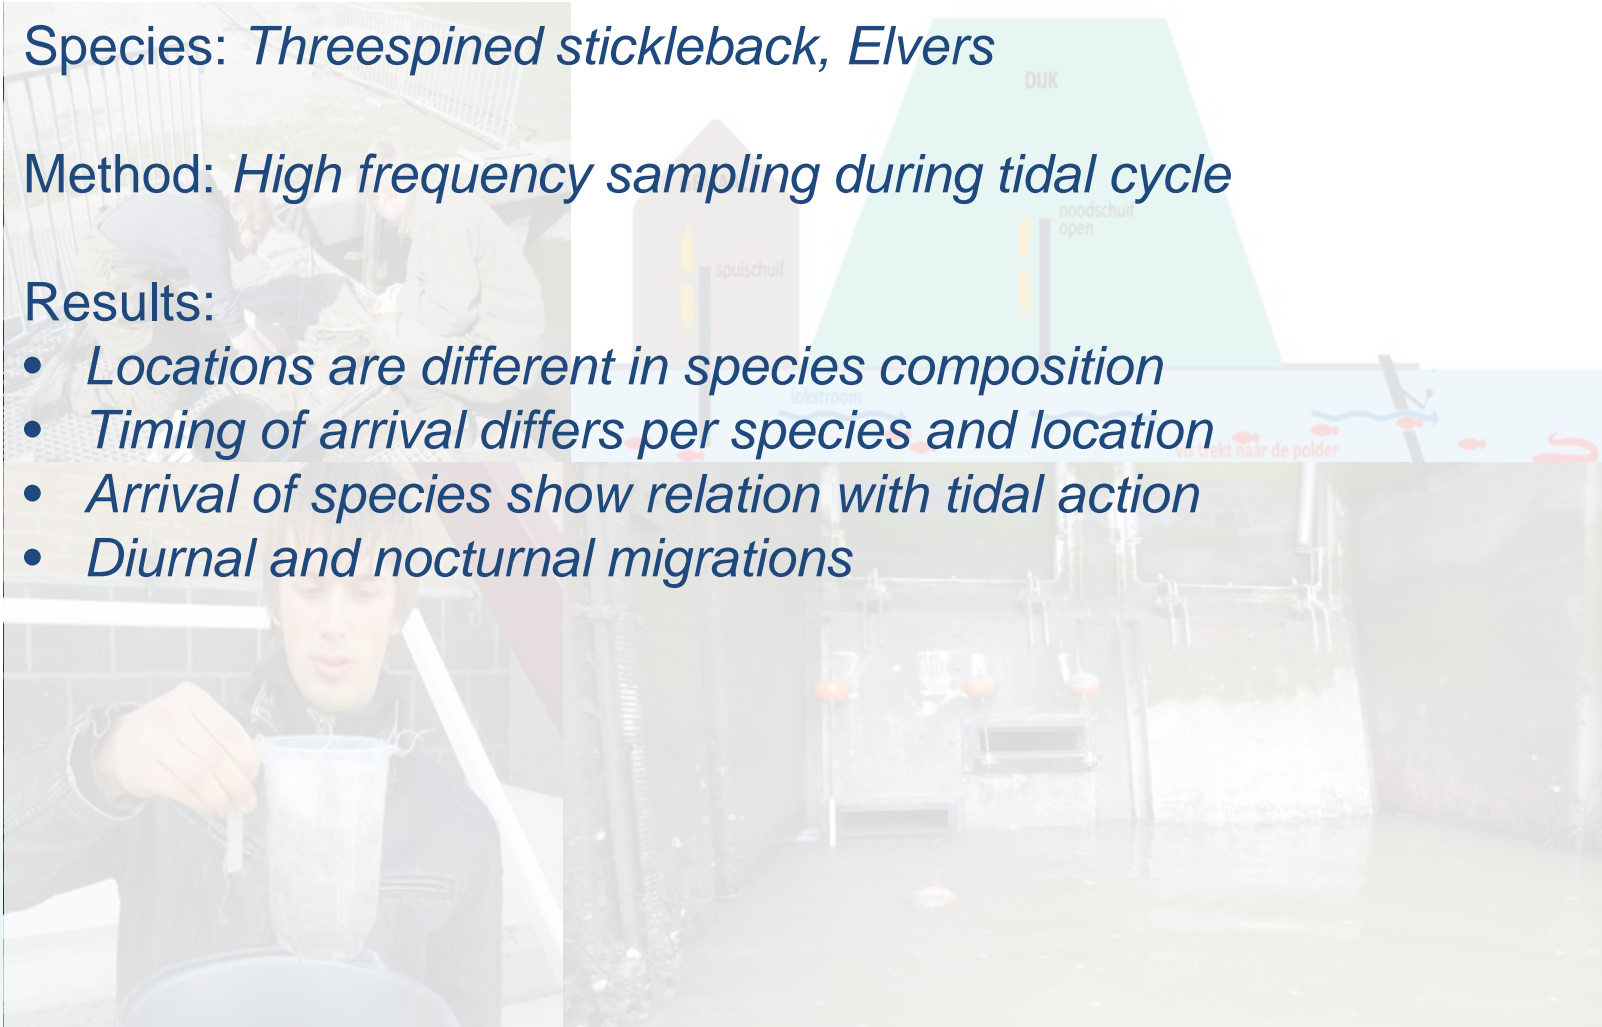 Species: Threespined stickleback, Elvers
DIJK
Method: High frequency sampling during tidal cycle
noodschuif
open
spuischuif
Results:
• Locations are different in species composition
lokstroom
• Timing of arrival differs per species and location
vis trekt naar de polder
• Arrival of species show relation with tidal action
• Diurnal and nocturnal migrations